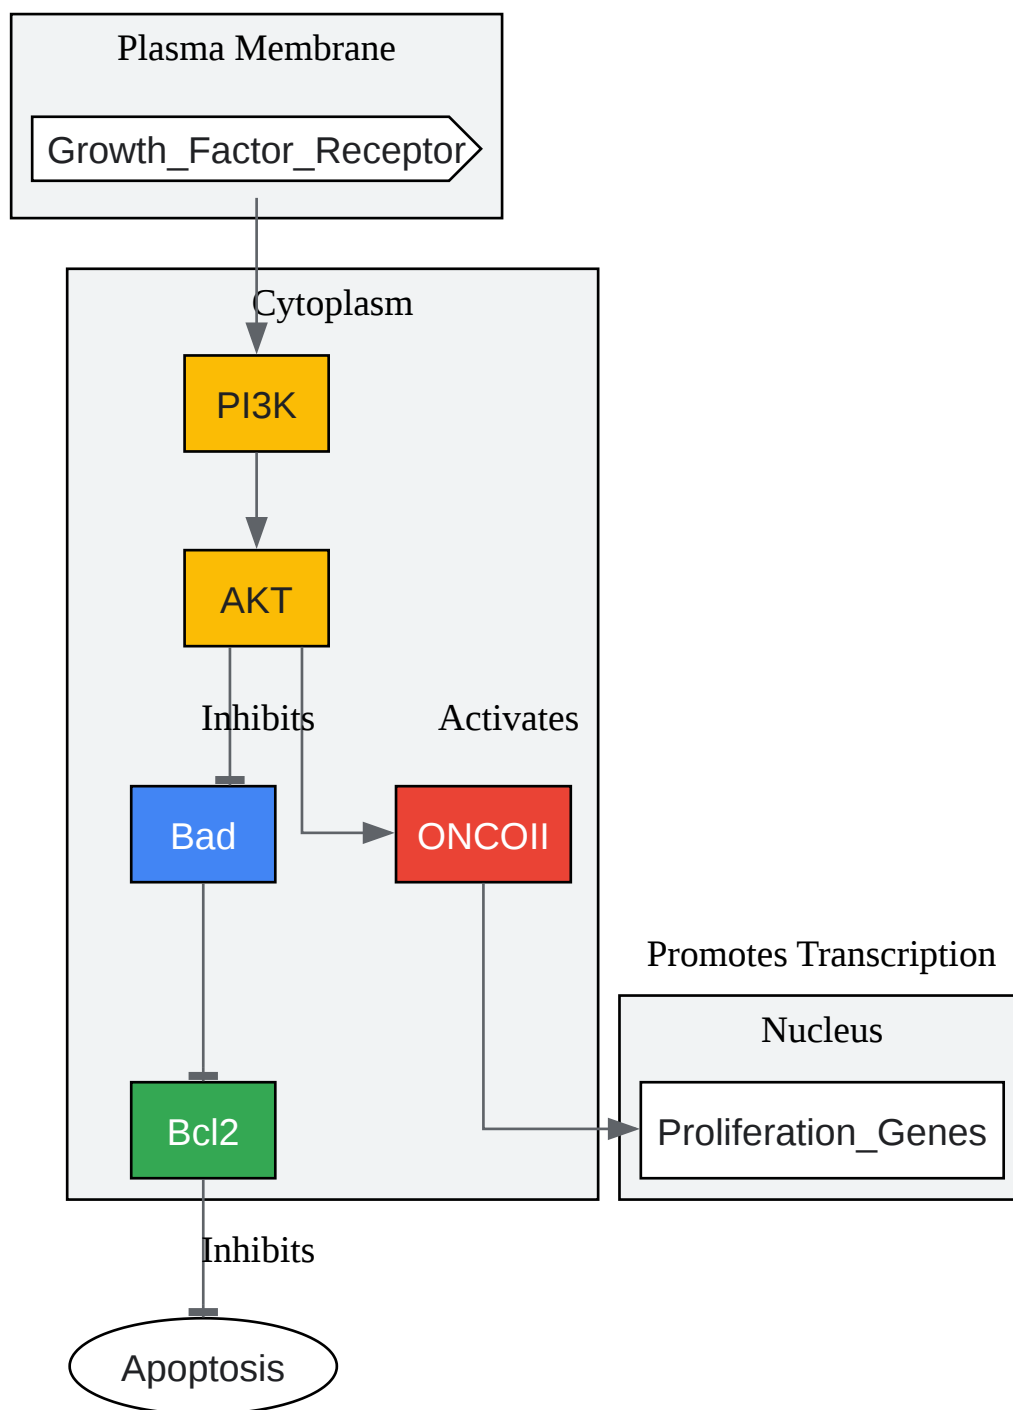 Plasma Membrane
Growth_Factor_Receptor
Cytoplasm
PI3K
AKT
Inhibits
Activates
Bad
ONCOII
Promotes Transcription
Nucleus
Bcl2
Proliferation_Genes
Inhibits
Apoptosis